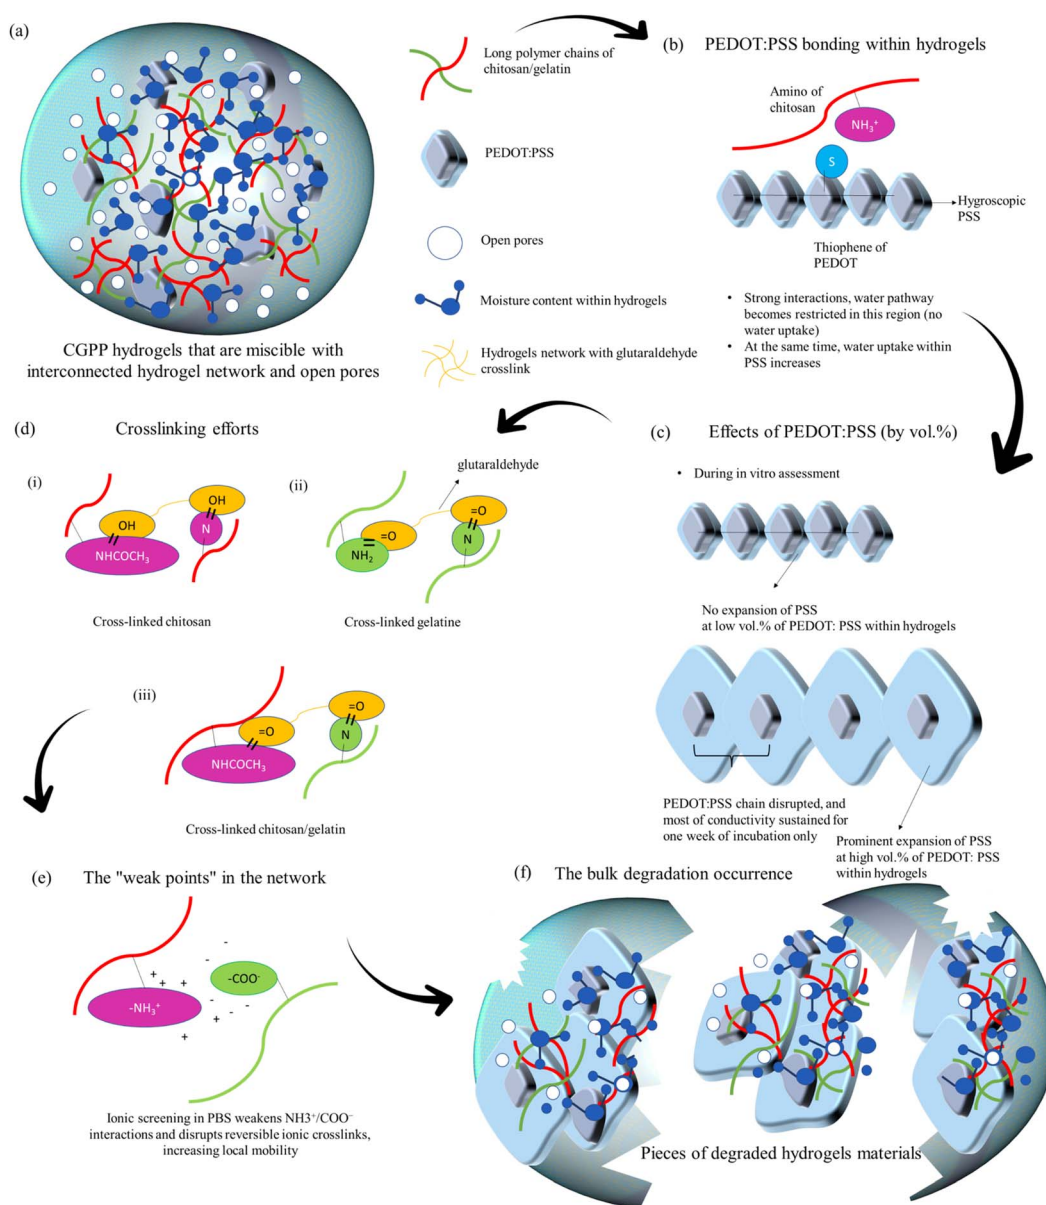 (a)
CGPP hydrogels that are miscible with
interconnected hydrogel network and open pores
Long polymer chains of
chitosan/gelatin
PEDOT:PSS
Open pores
Moisture content within hydrogels
Hydrogels network with glutaraldehyde
crosslink
(b) PEDOT:PSS bonding within hydrogels
Amino of
chitosan
NH₃⁺
S
Hygroscopic
PSS
Thiophene of
PEDOT
• Strong interactions, water pathway
becomes restricted in this region (no
water uptake)
• At the same time, water uptake within
PSS increases
(c) Effects of PEDOT:PSS (by vol.%)
• During in vitro assessment
No expansion of PSS
at low vol.% of PEDOT: PSS within hydrogels
PEDOT:PSS chain disrupted, and
most of conductivity sustained for
one week of incubation only
Prominent expansion of PSS
at high vol.% of PEDOT: PSS
within hydrogels
(d) Crosslinking efforts
(i)
OH
OH
NHCOCH₃
N
Cross-linked chitosan
(ii)
glutaraldehyde
=O
=O
NH₂
N
Cross-linked gelatine
(iii)
=O
=O
NHCOCH₃
N
Cross-linked chitosan/gelatin
(e) The "weak points" in the network
-NH₃⁺
-COO⁻
+ + + + +
- - - - - -
Ionic screening in PBS weakens NH3⁺/COO⁻
interactions and disrupts reversible ionic crosslinks,
increasing local mobility
(f) The bulk degradation occurrence
Pieces of degraded hydrogels materials